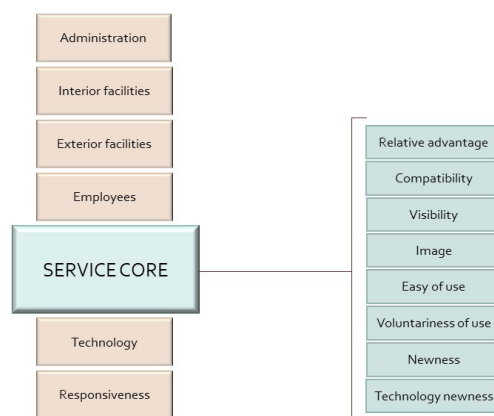 Administration
Interior facilities
Exterior facilities
Employees
SERVICE CORE
Technology
Responsiveness
Relative advantage
Compatibility
Visibility
Image
Easy of use
Voluntariness of use
Newness
Technology newness